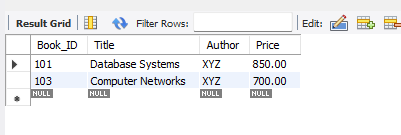 Result Grid Filter Rows: Edit:
Book_ID Title Author Price
101 Database Systems XYZ 850.00
103 Computer Networks XYZ 700.00
NULL NULL NULL NULL